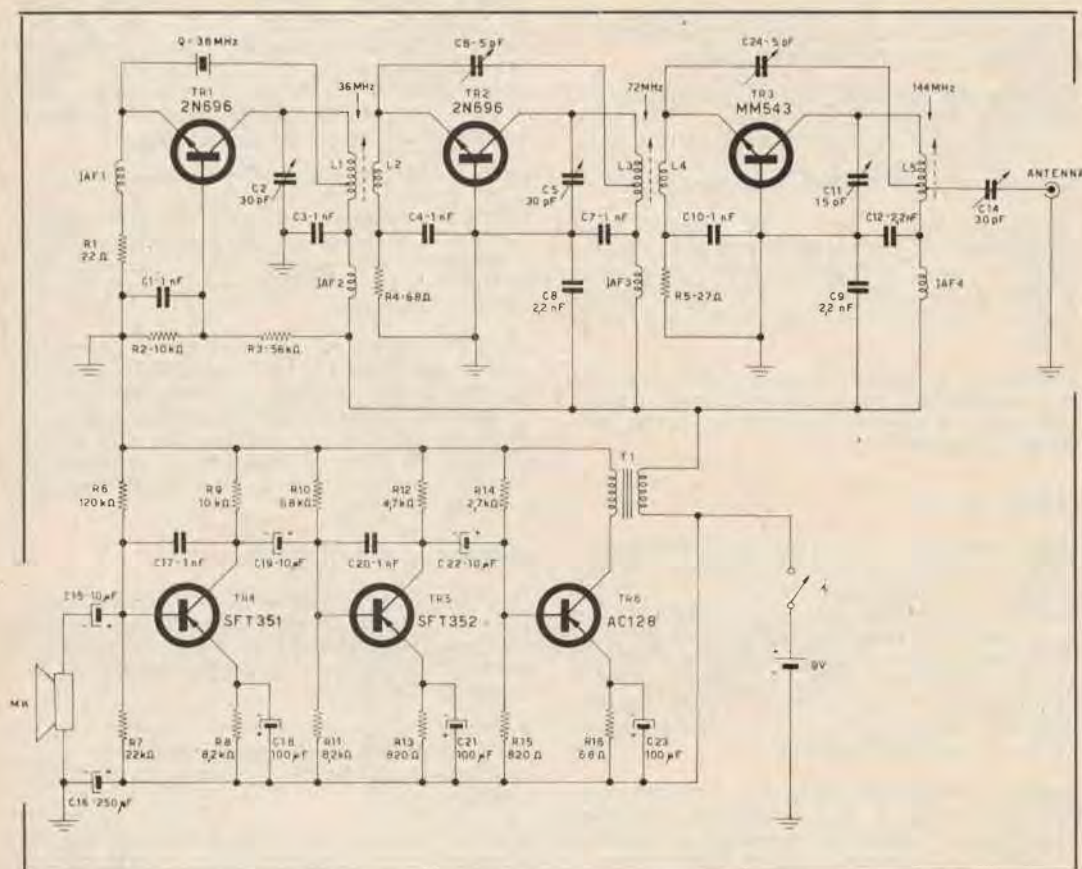 Q-36MHz
C6-5pF
C24-5pF
TR1
2N696
36MHz
TR2
2N696
72MHz
TR3
MM543
144MHz
JAF1
C2
30pF
L1
L2
C5
30pF
L3
L4
C11
15pF
L5
ANTENNA
C14
30pF
R1
22Ω
C3-1nF
C4-1nF
C7-1nF
C10-1nF
C12-2,2nF
C1-1nF
JAF2
R4-68Ω
C8
2,2nF
JAF3
R5-27Ω
C9
2,2nF
JAF4
R2-10kΩ
R3-56kΩ
T1
R6
120kΩ
R9
10kΩ
R10
68kΩ
R12
4,7kΩ
R14
2,7kΩ
C17-1nF
C19-10µF
C20-1nF
C22-10µF
C15-10µF
TR4
SFT351
TR5
SFT352
TR6
AC128
9V
MK
R7
22kΩ
R8
8,2kΩ
C18
100µF
R11
8,2kΩ
R13
820Ω
C21
100µF
R15
820Ω
R16
68Ω
C23
100µF
C16-250µF